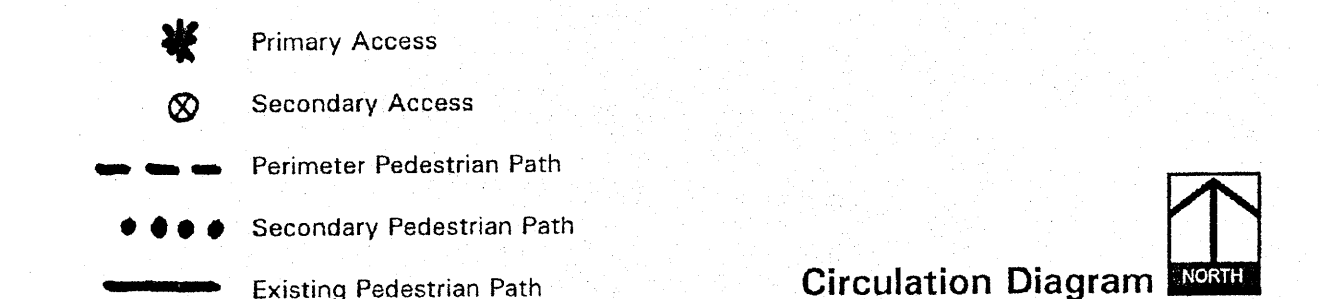 Primary Access
Secondary Access
Perimeter Pedestrian Path
Secondary Pedestrian Path
Existing Pedestrian Path
Circulation Diagram
NORTH